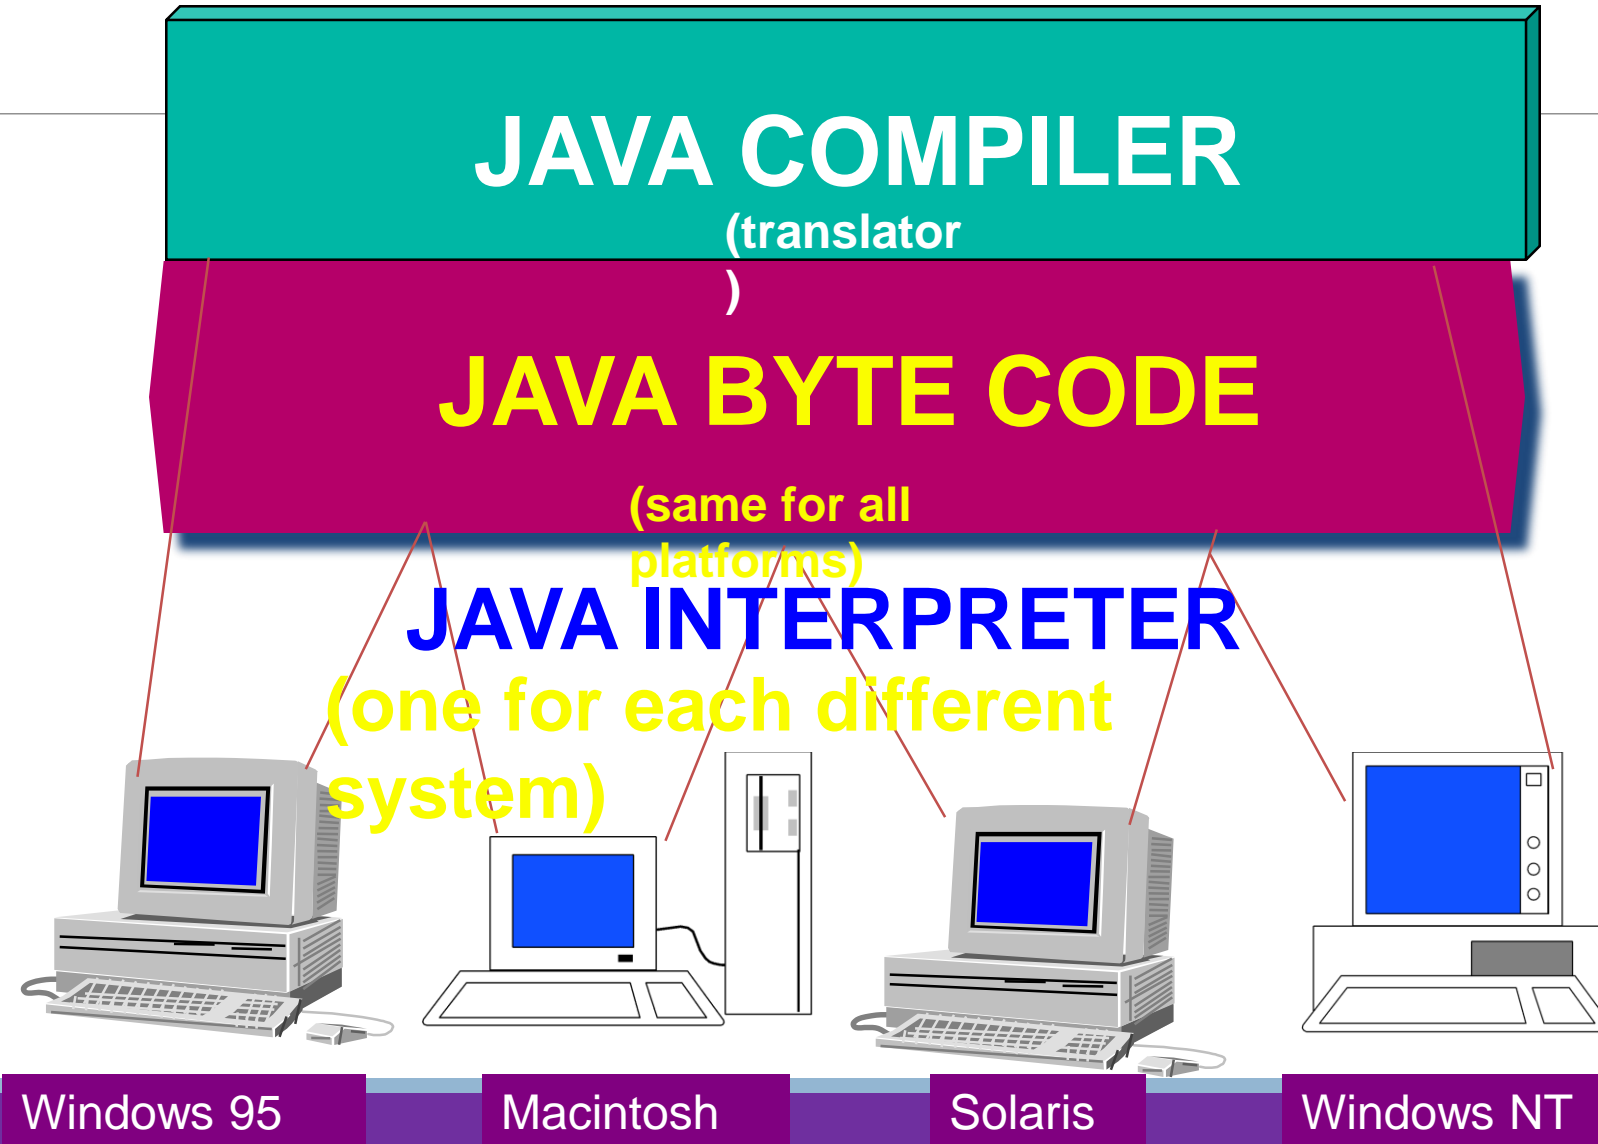 JAVA COMPILER
(translator
)
JAVA BYTE CODE
(same for all
platforms)
JAVA INTERPRETER
(one for each different
system)
Windows 95
Macintosh
Solaris
Windows NT